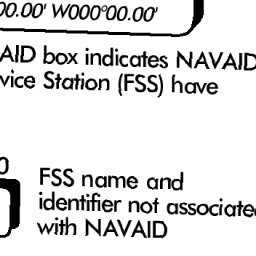 00.00' W000°00.00'
AID box indicates NAVAID
vice Station (FSS) have
0
FSS name and
identifier not associate
with NAVAID